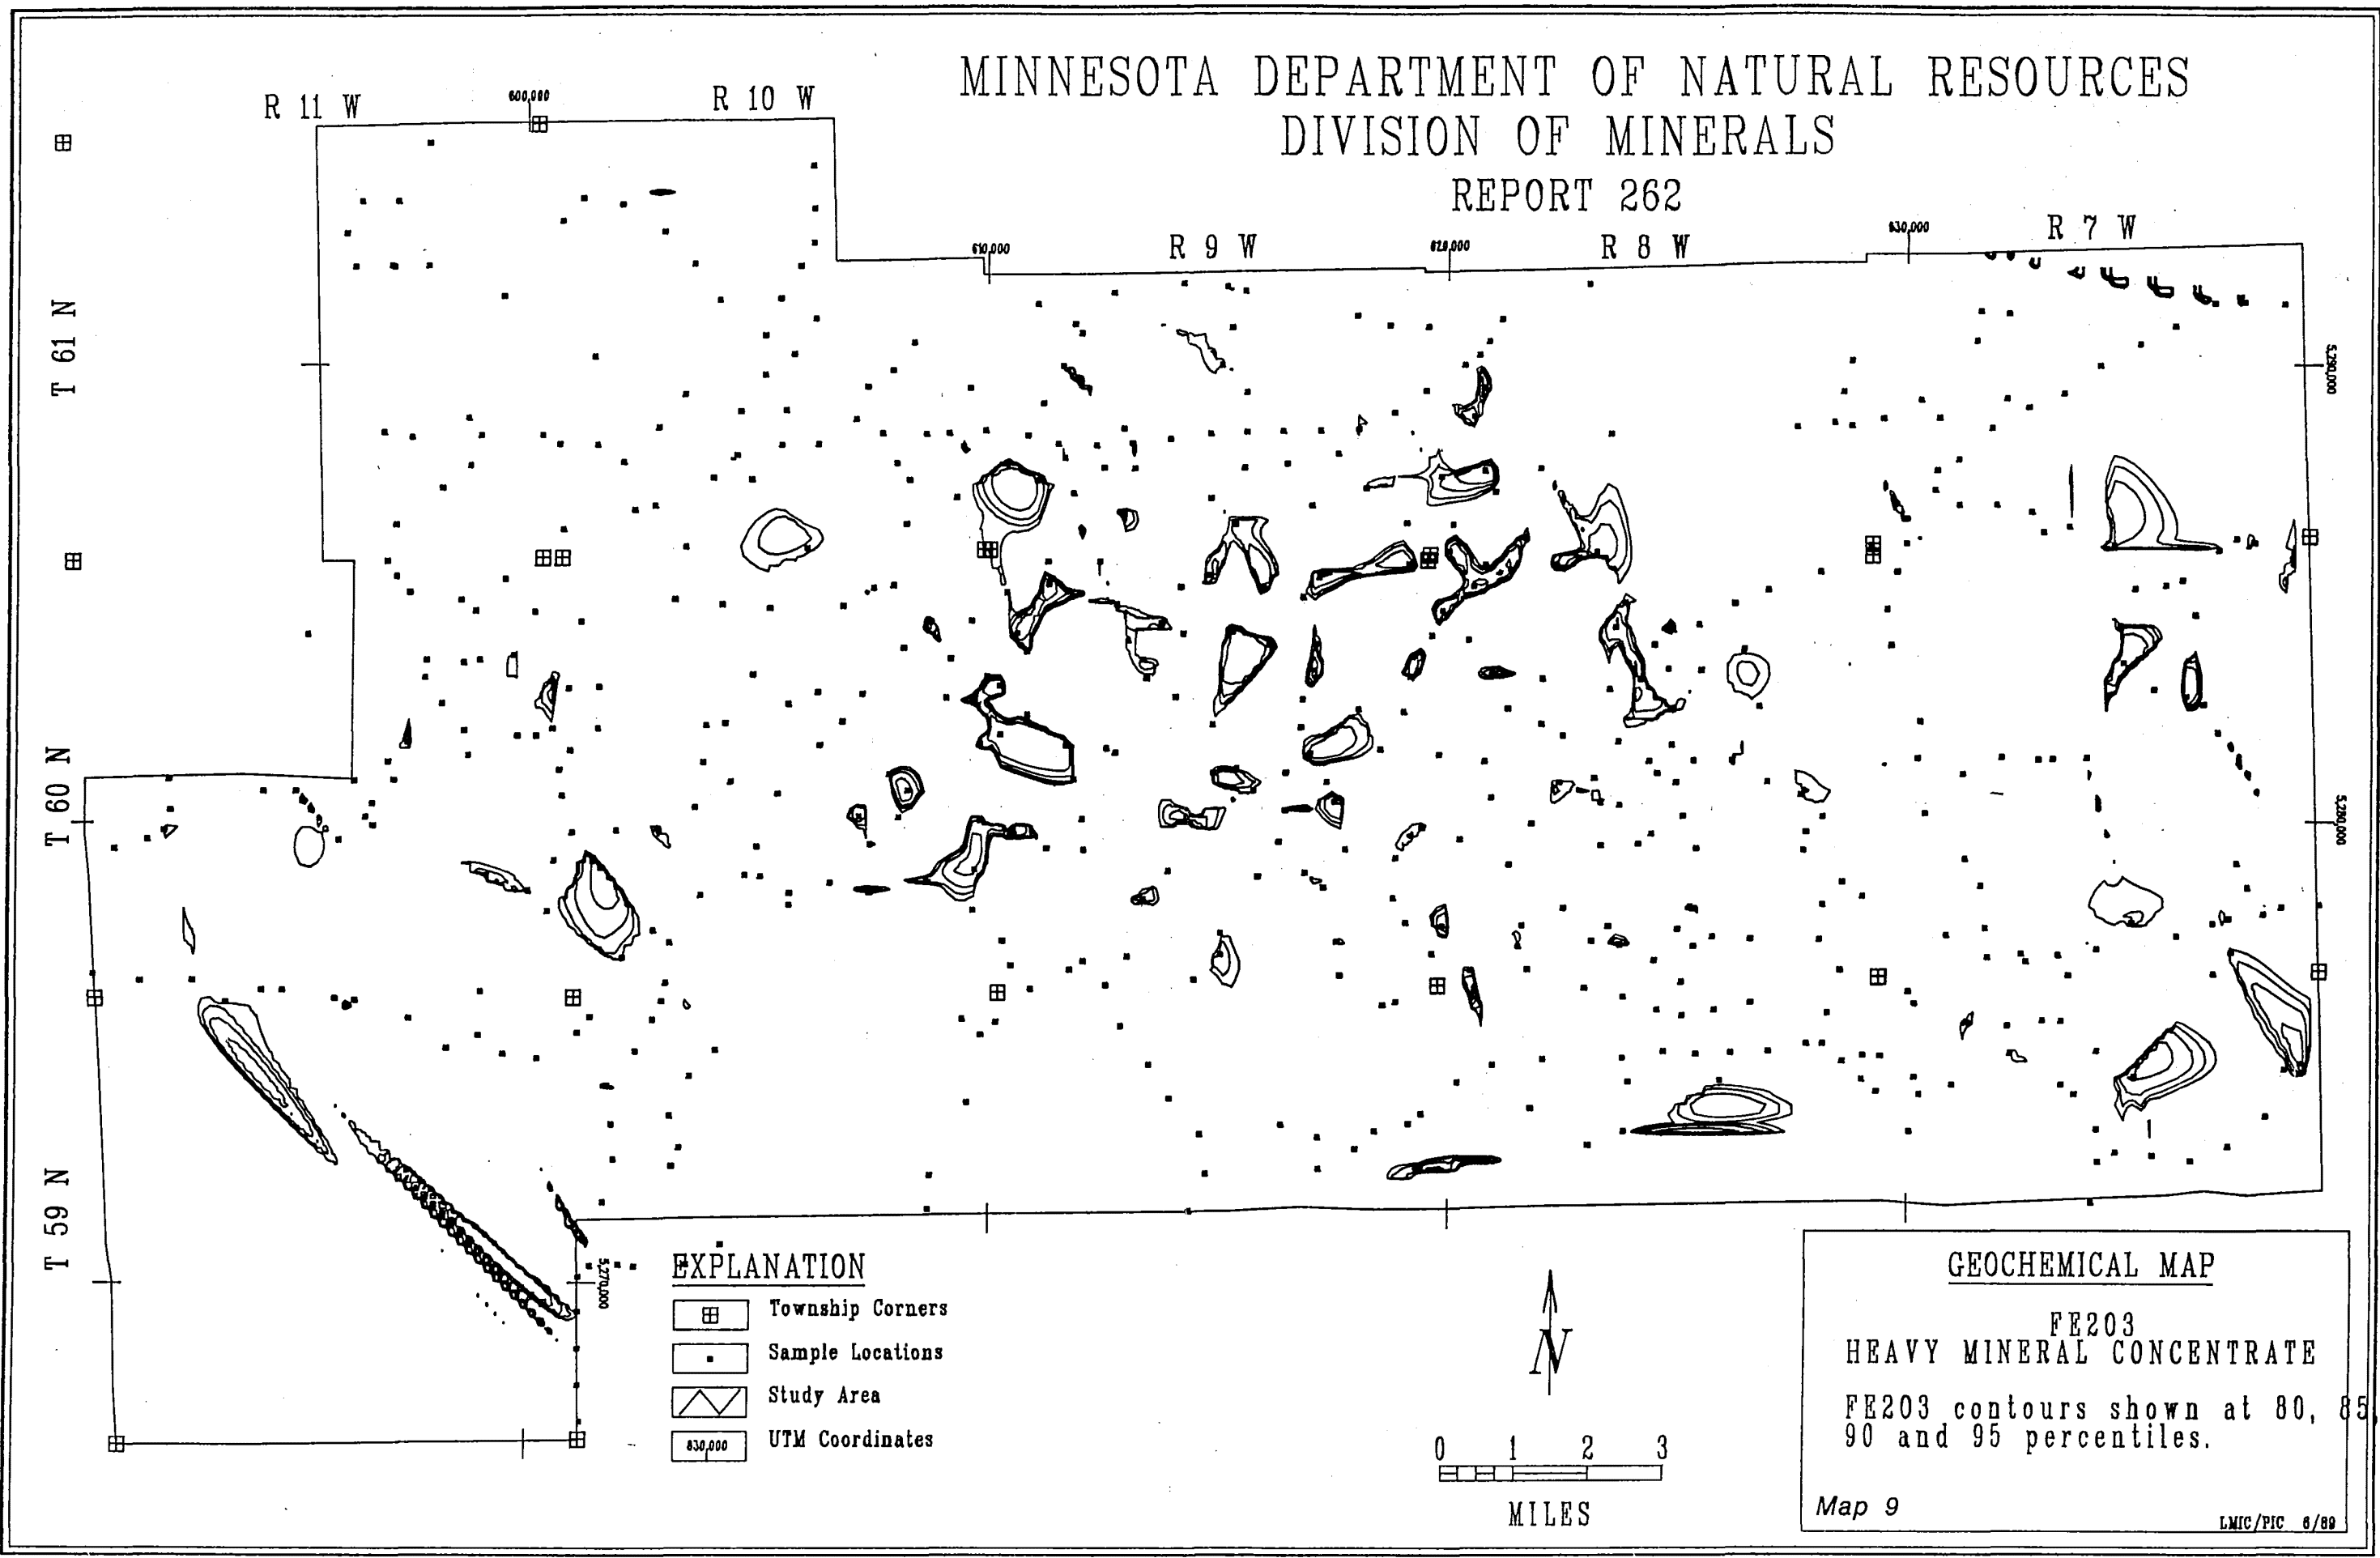 MINNESOTA DEPARTMENT OF NATURAL RESOURCES
DIVISION OF MINERALS
REPORT 262
R 11 W
600,000
R 10 W
610,000
R 9 W
620,000
R 8 W
630,000
R 7 W
T 61 N
5,290,000
T 60 N
5,280,000
T 59 N
5,270,000
EXPLANATION
Township Corners
Sample Locations
Study Area
630,000 UTM Coordinates
N
0 1 2 3
MILES
GEOCHEMICAL MAP
FE203
HEAVY MINERAL CONCENTRATE
FE203 contours shown at 80, 85,
90 and 95 percentiles.
Map 9
LMIC/PIC 6/89